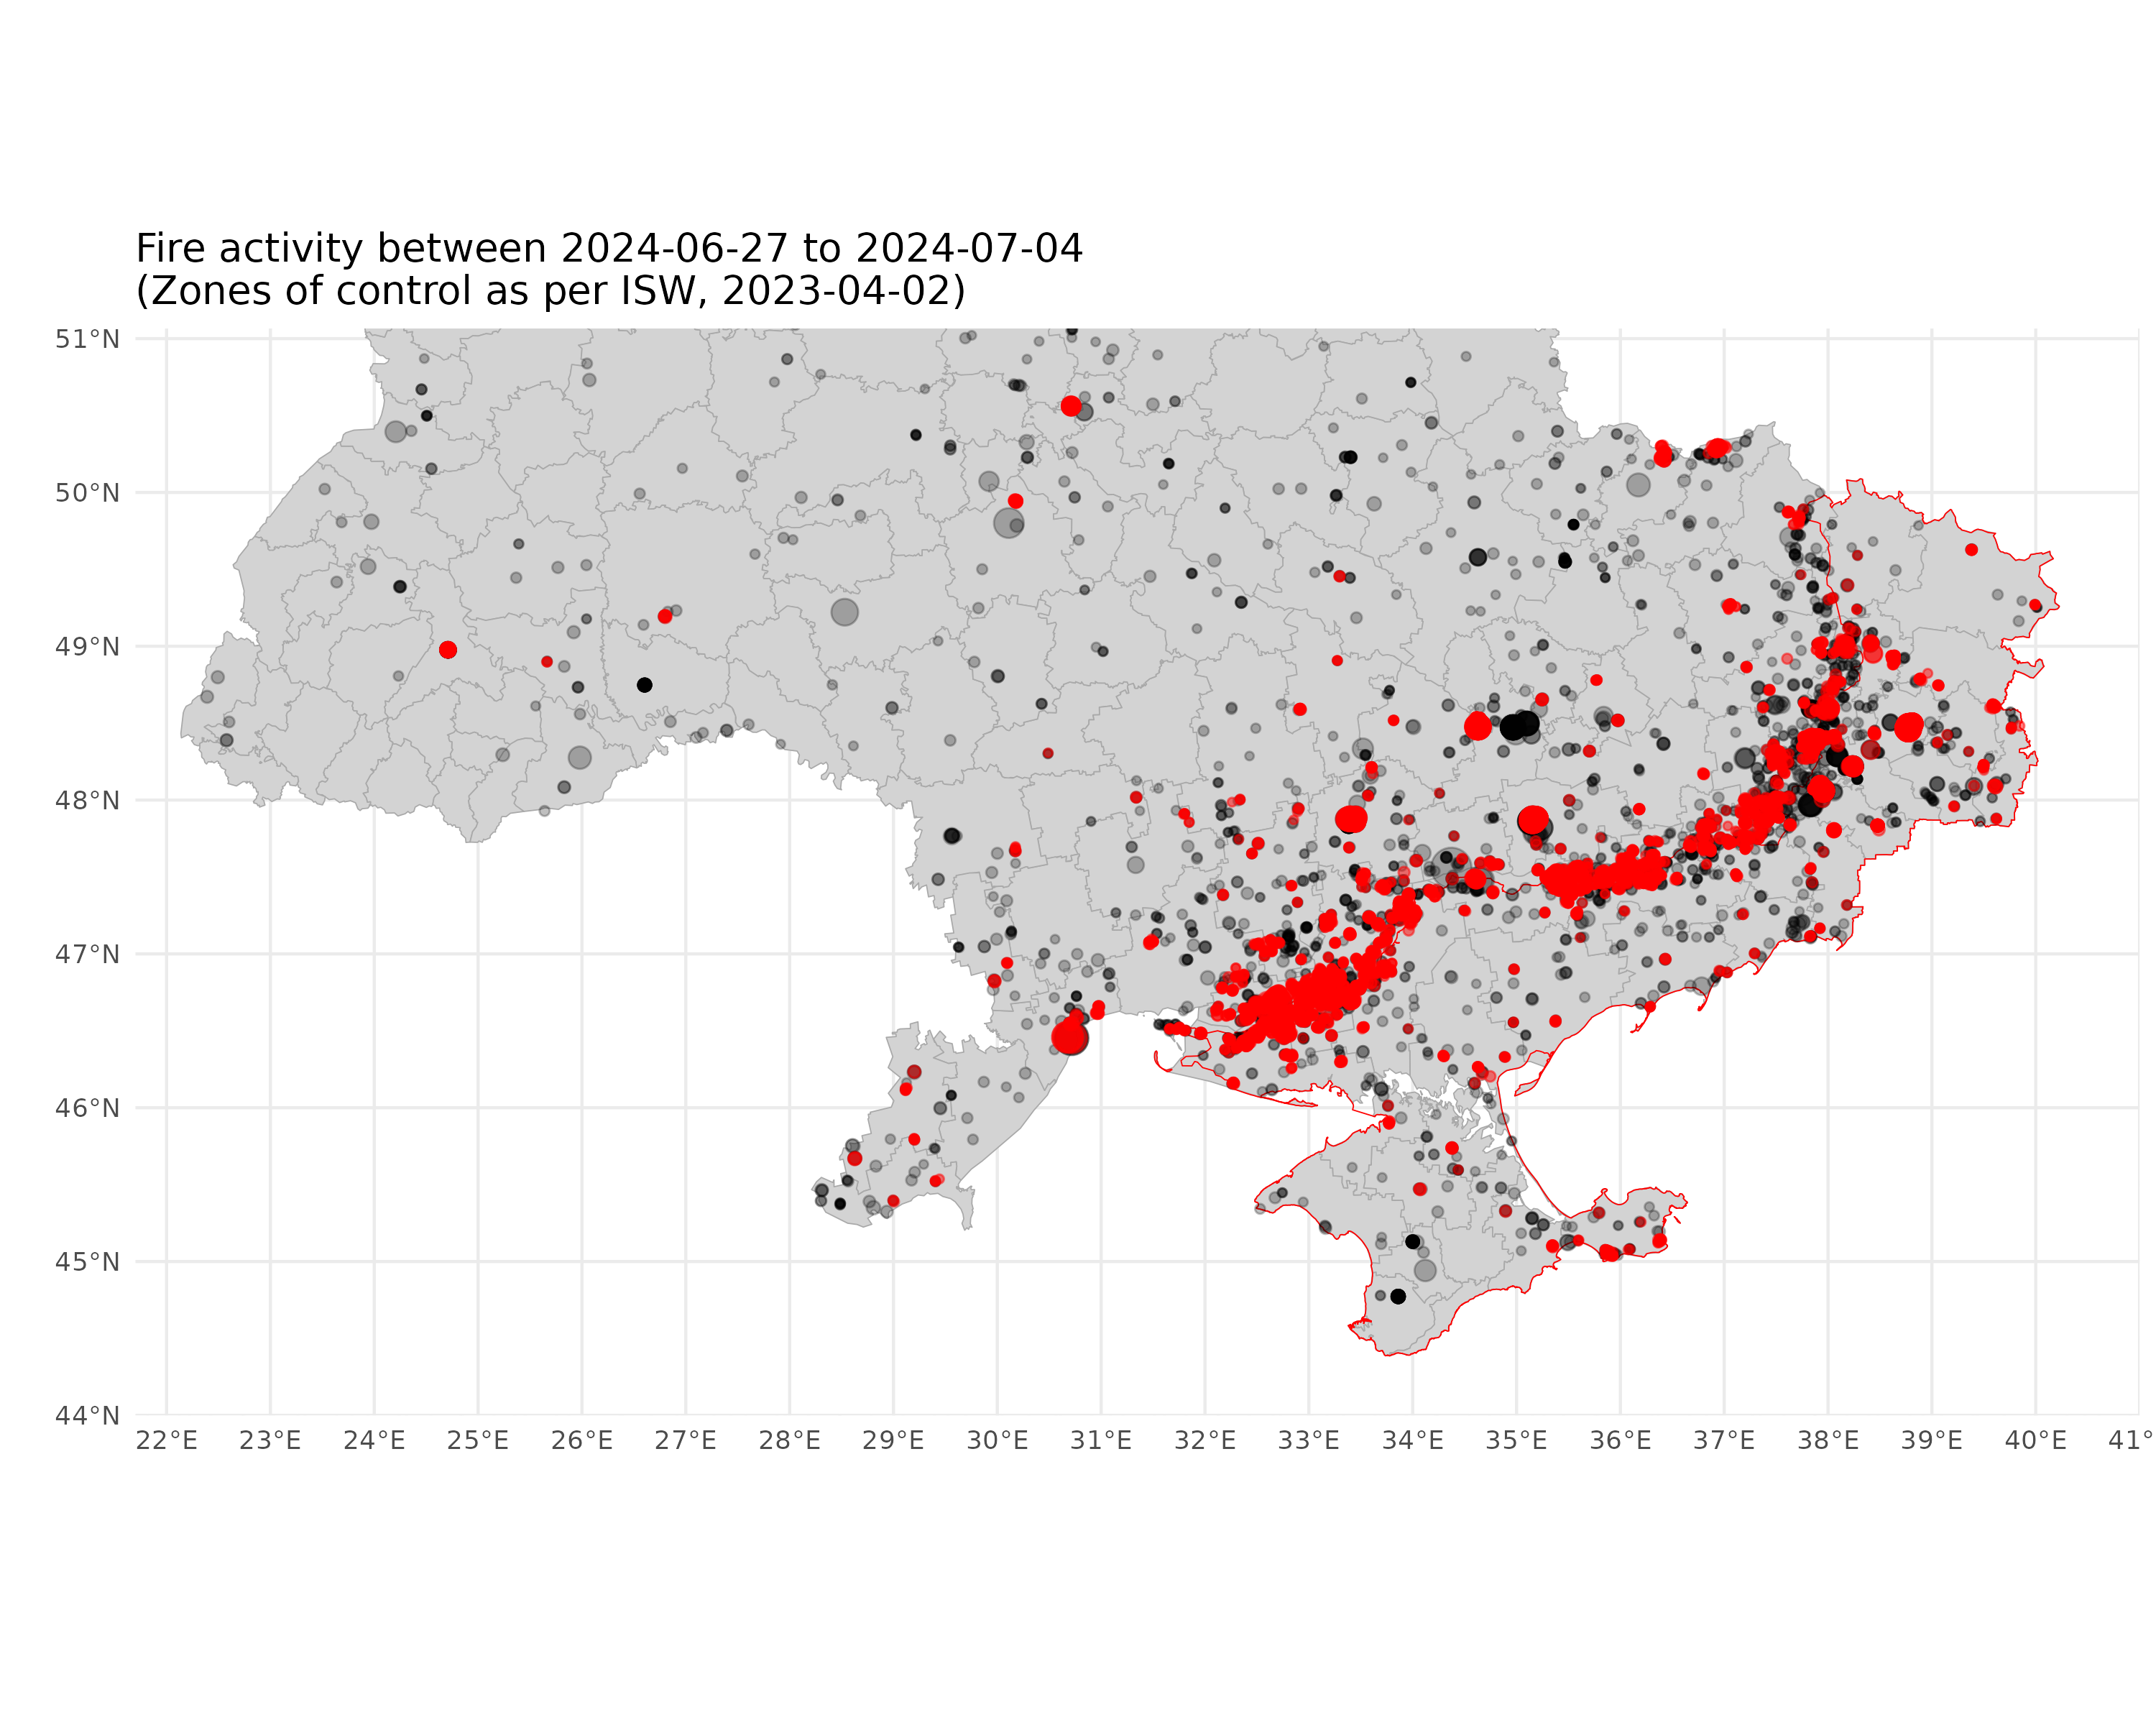 Fire activity between 2024-06-27 to 2024-07-04
(Zones of control as per ISW, 2023-04-02)
51°N
50°N
49°N
48°N
47°N
46°N
45°N
44°N
22°E 23°E 24°E 25°E 26°E 27°E 28°E 29°E 30°E 31°E 32°E 33°E 34°E 35°E 36°E 37°E 38°E 39°E 40°E 41°